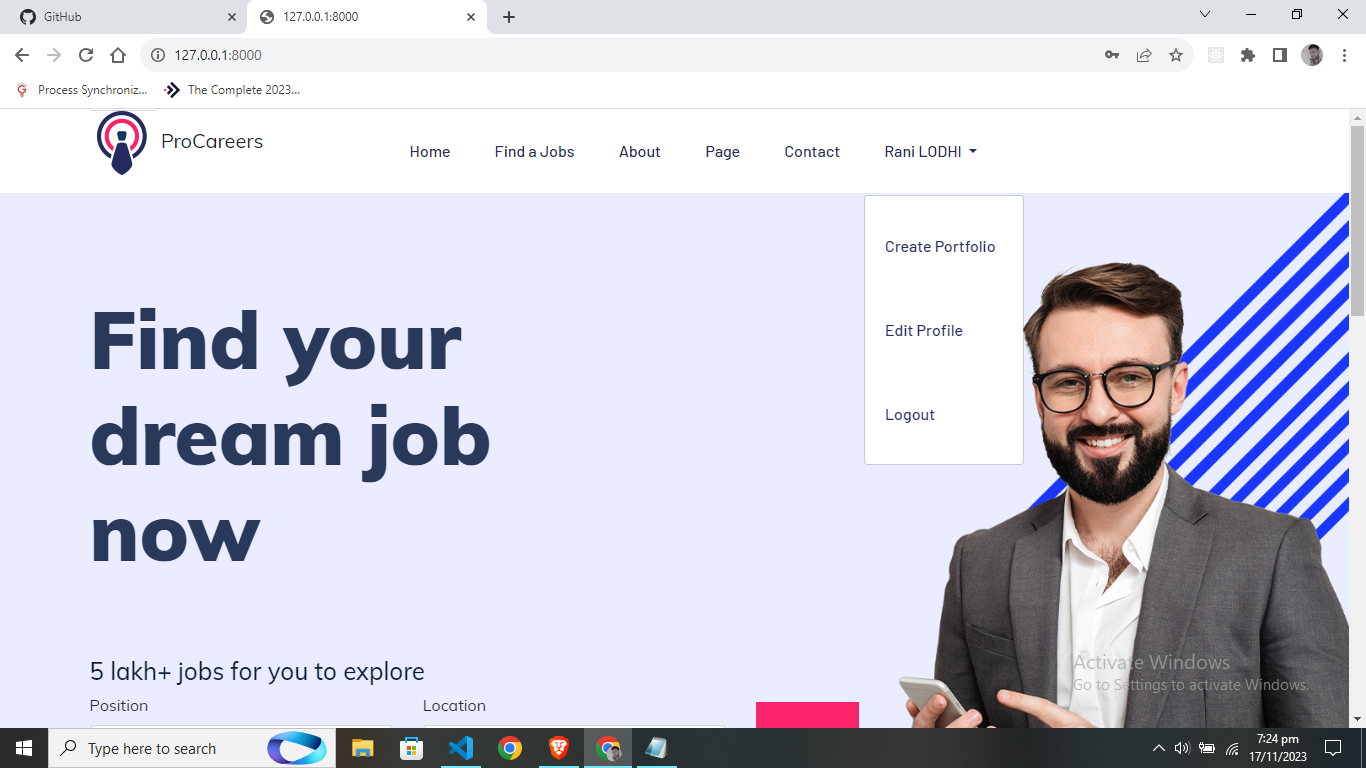 GitHub
127.0.0.1:8000
127.0.0.1:8000
Process Synchroniz...
The Complete 2023...
ProCareers
Home
Find a Jobs
About
Page
Contact
Rani LODHI
Create Portfolio
Edit Profile
Logout
Find your
dream job
now
5 lakh+ jobs for you to explore
Position
Location
Activate Windows
Go to Settings to activate Windows.
Type here to search
7:24 pm
17/11/2023